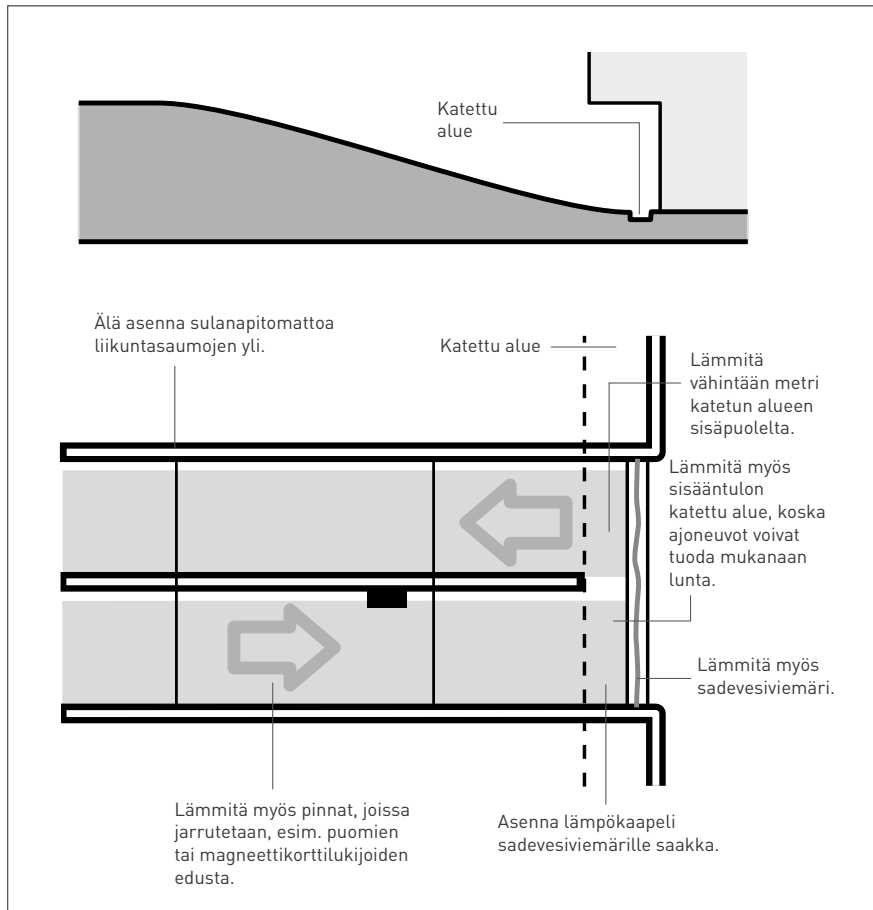 Katettu
alue
Älä asenna sulanapitomattoa
liikuntasaumojen yli.
Katettu alue
Lämmitä
vähintään metri
katetun alueen
sisäpuolelta.
Lämmitä myös
sisääntulon
katettu alue, koska
ajoneuvot voivat
tuoda mukanaan
lunta.
Lämmitä myös
sadevesiviemäri.
Lämmitä myös pinnat, joissa
jarrutetaan, esim. puomien
tai magneettikorttilukijoiden
edusta.
Asenna lämpökaapeli
sadevesiviemärille saakka.